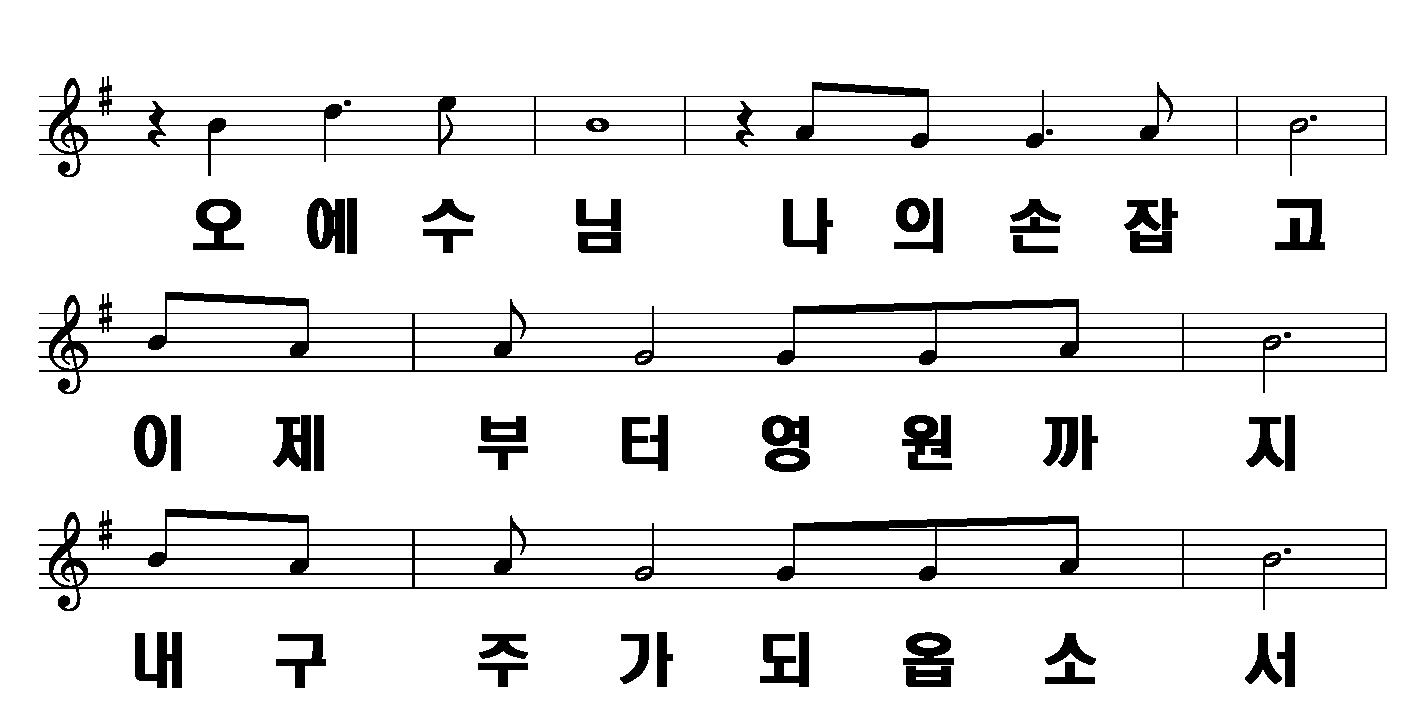 오 예 수 님 나 의 손 잡 고
이 제 부 터 영 원 까 지
내 구 주 가 되 옵 소 서